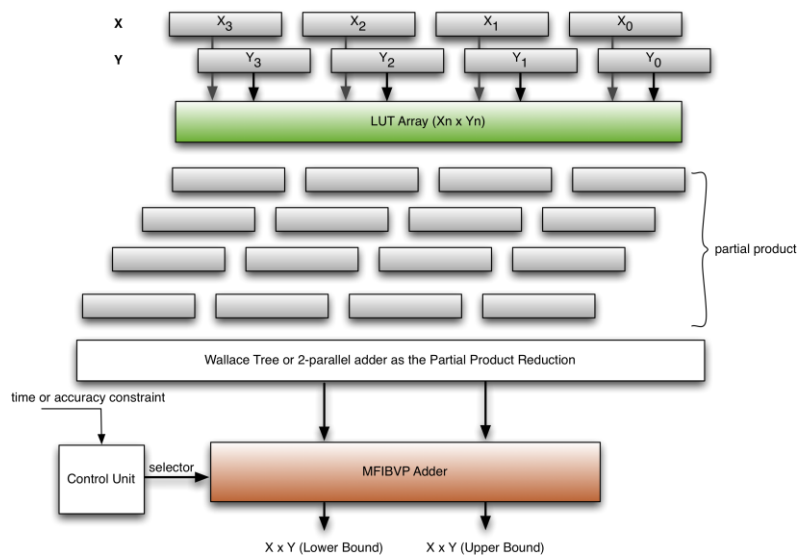 X X₃ X₂ X₁ X₀
Y Y₃ Y₂ Y₁ Y₀
LUT Array (Xn x Yn)
partial product
Wallace Tree or 2-parallel adder as the Partial Product Reduction
time or accuracy constraint
Control Unit
selector
MFIBVP Adder
X x Y (Lower Bound) X x Y (Upper Bound)